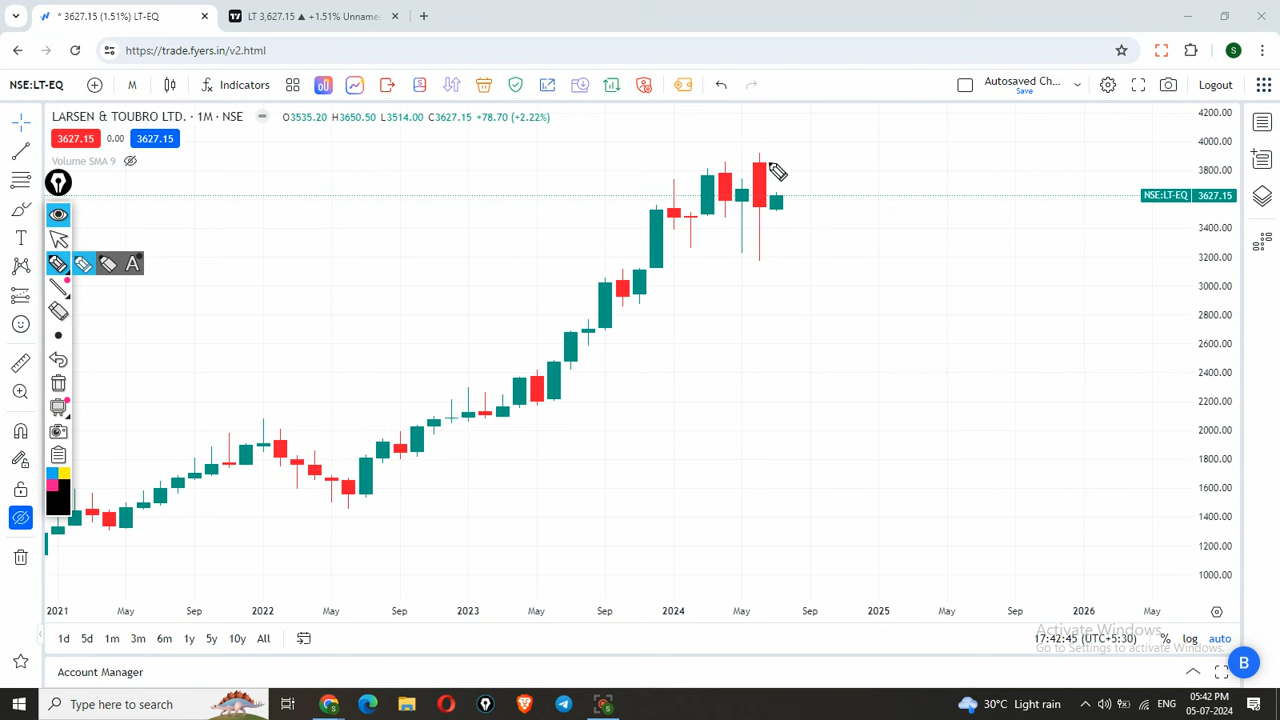 * 3627.15 (1.51%) LT-EQ
LT 3,627.15 ▲ +1.51% Unname
https://trade.fyers.in/v2.html
S
NSE:LT-EQ
M
Indicators
Autosaved Ch...
Save
Logout
LARSEN & TOUBRO LTD. · 1M · NSE
O3535.20 H3650.50 L3514.00 C3627.15 +78.70 (+2.22%)
3627.15 0.00 3627.15
Volume SMA 9
A
4200.00
4000.00
3800.00
NSE:LT-EQ 3627.15
3400.00
3200.00
3000.00
2800.00
2600.00
2400.00
2200.00
2000.00
1800.00
1600.00
1400.00
1200.00
1000.00
2021 May Sep 2022 May Sep 2023 May Sep 2024 May Sep 2025 May Sep 2026 May
Activate Windows
Go to Settings to activate Windows.
1d 5d 1m 3m 6m 1y 5y 10y All
17:42:45 (UTC+5:30) % log auto
B
Account Manager
Type here to search
30°C Light rain
ENG
05:42 PM
05-07-2024